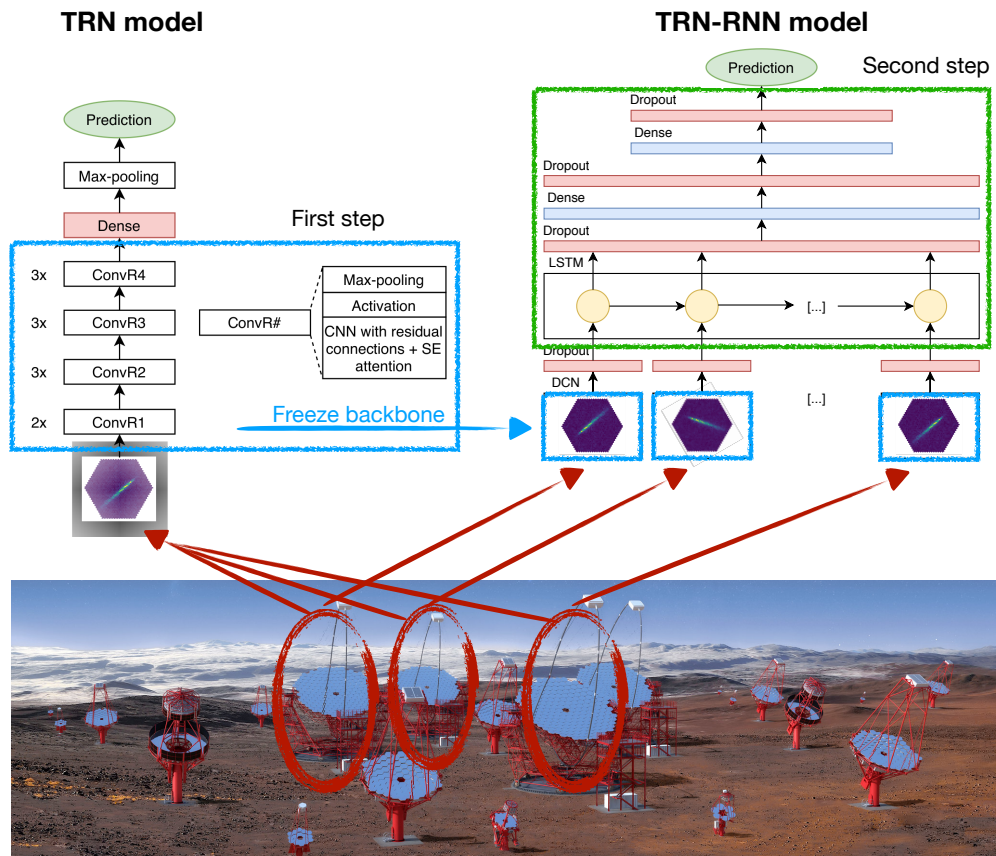 TRN model
Prediction
Max-pooling
Dense
First step
3x
ConvR4
3x
ConvR3
3x
ConvR2
2x
ConvR1
ConvR#
Max-pooling
Activation
CNN with residual
connections + SE
attention
Freeze backbone
TRN-RNN model
Second step
Prediction
Dropout
Dense
Dropout
Dense
Dropout
LSTM
[...]
Dropout
DCN
[...]